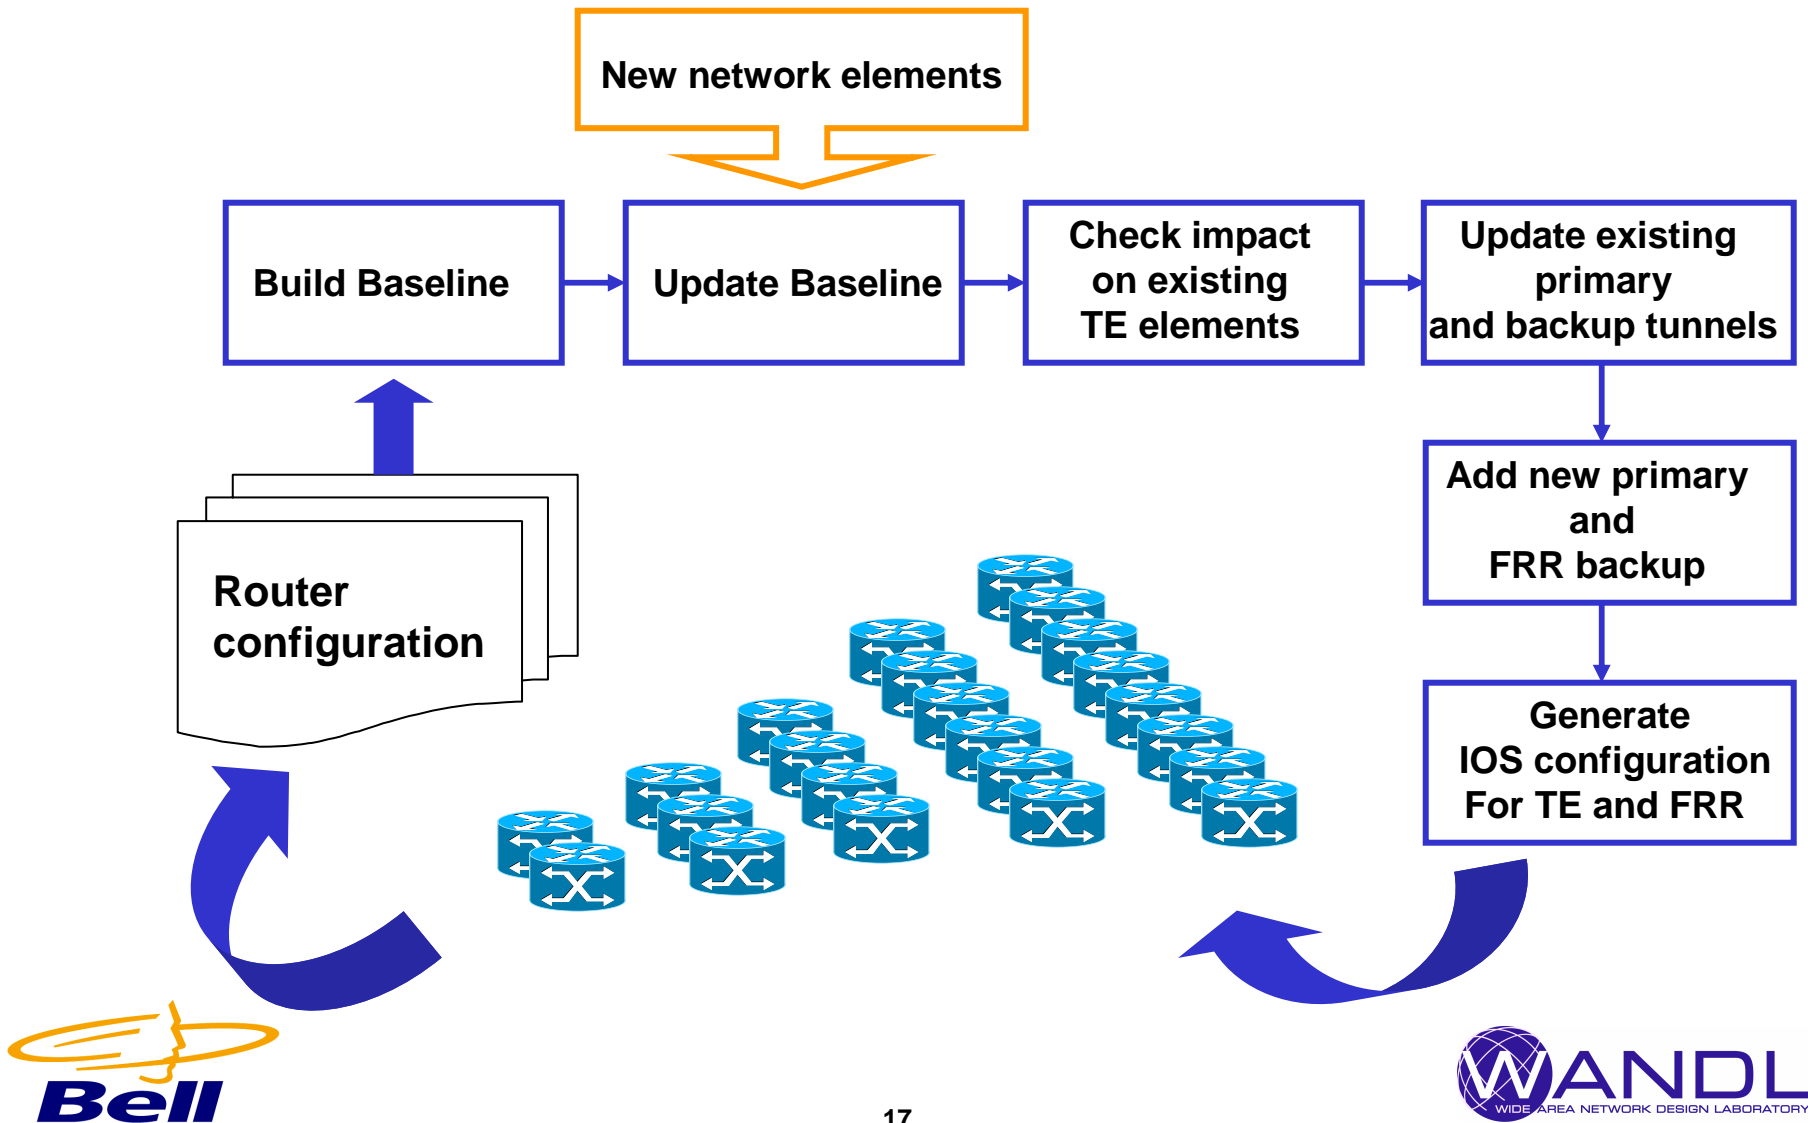 New network elements
Build Baseline
Update Baseline
Check impact
on existing
TE elements
Update existing
primary
and backup tunnels
Add new primary
and
FRR backup
Router
configuration
Generate
IOS configuration
For TE and FRR
Bell
17
WANDL
WIDE AREA NETWORK DESIGN LABORATORY